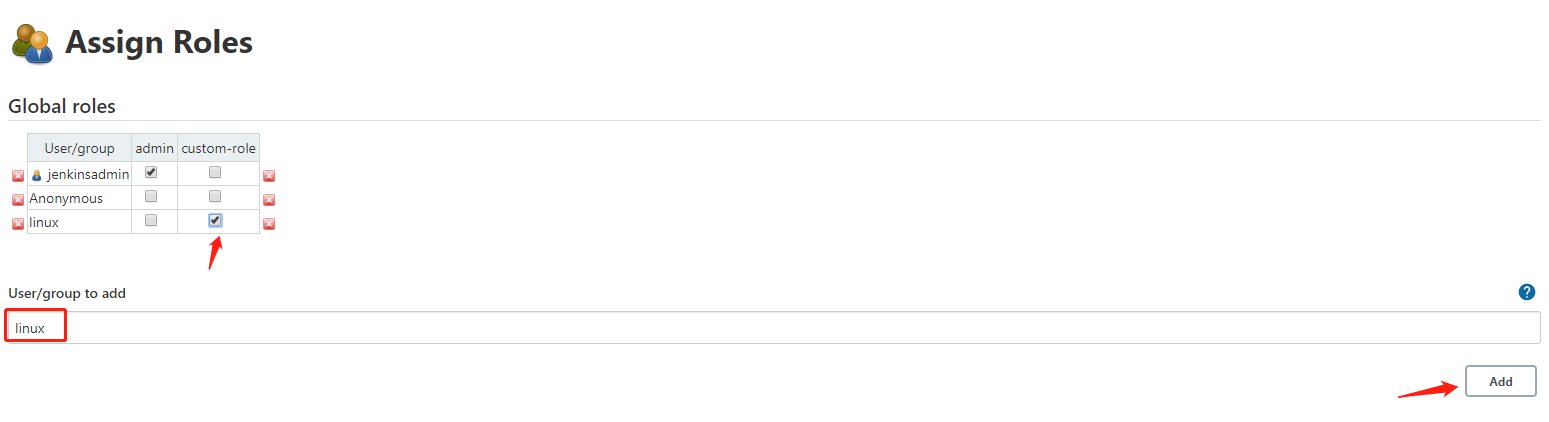 Assign Roles
Global roles
User/group admin custom-role
jenkinsadmin
Anonymous
linux
User/group to add
?
linux
Add